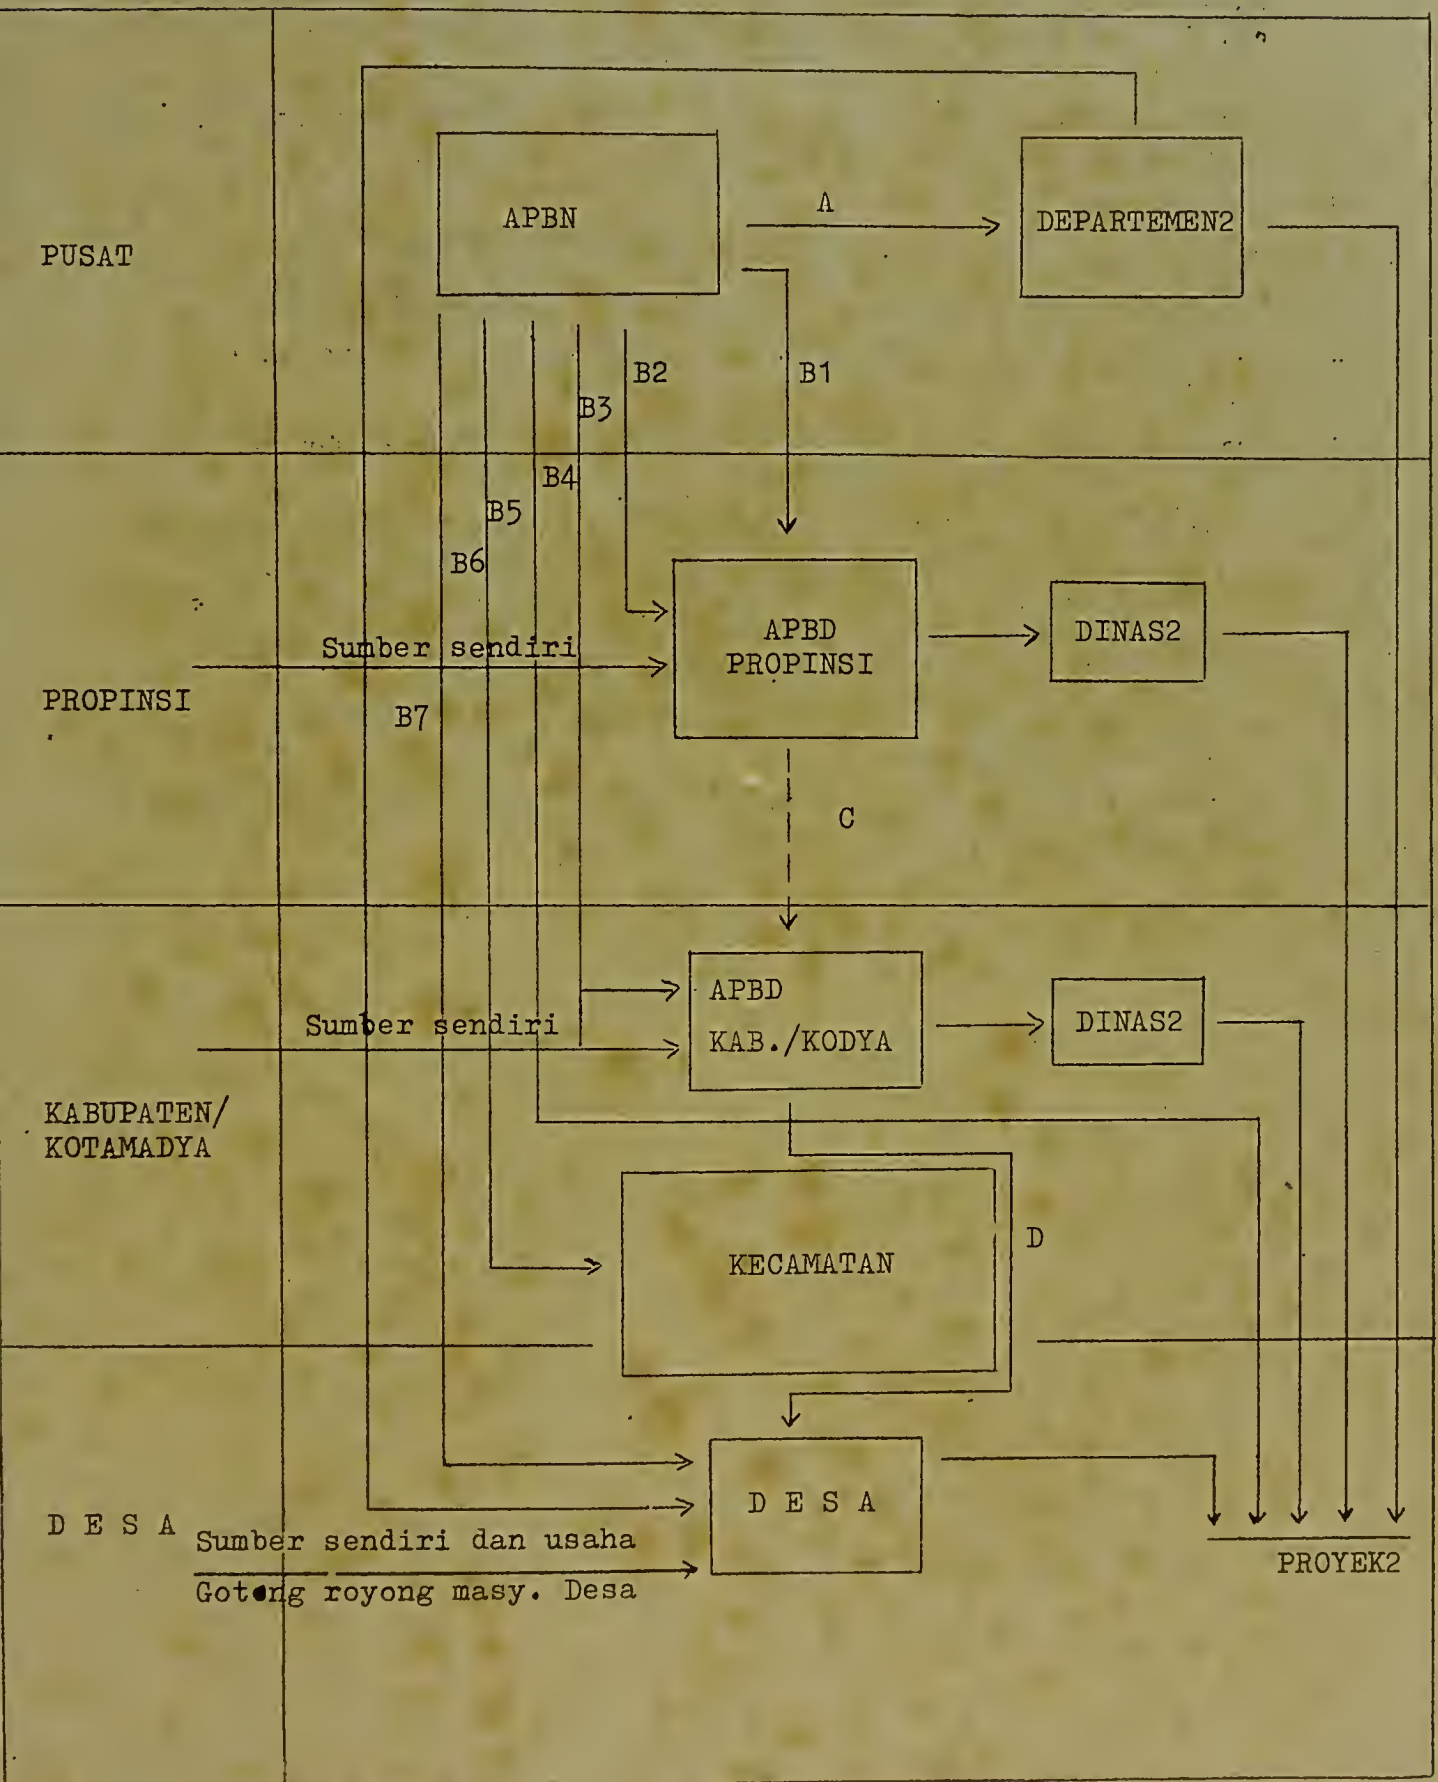 APBN
A
DEPARTEMEN2
PUSAT
B2
B1
B3
B4
B5
B6
APBD
PROPINSI
DINAS2
Sumber sendiri
PROPINSI
B7
C
APBD
KAB./KODYA
DINAS2
Sumber sendiri
KABUPATEN/
KOTAMADYA
D
KECAMATAN
D E S A
D E S A
Sumber sendiri dan usaha
Gotong royong masy. Desa
PROYEK2